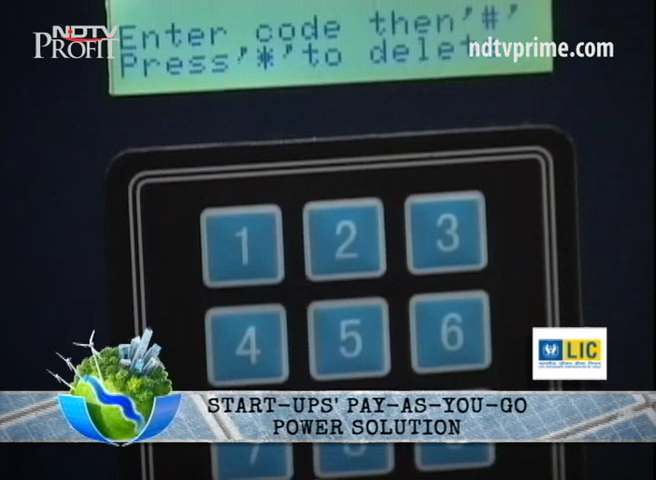 NDTV
PROFIT
Enter code then'#'
Press'*'to delet
ndtvprime.com
1 2 3
4 5 6
LIC
START-UPS' PAY-AS-YOU-GO
POWER SOLUTION
7